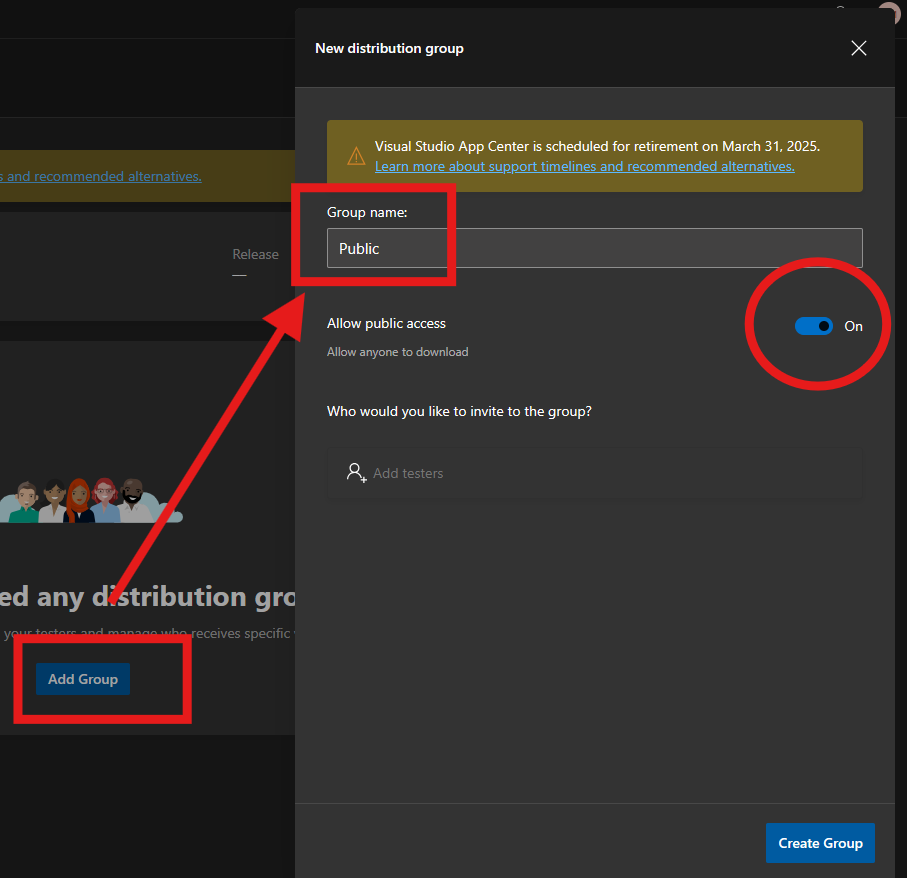 New distribution group
Visual Studio App Center is scheduled for retirement on March 31, 2025.
Learn more about support timelines and recommended alternatives.
s and recommended alternatives.
Group name:
Public
Release
—
Allow public access
On
Allow anyone to download
Who would you like to invite to the group?
Add testers
ed any distribution gro
your testers and manage who receives specific
Add Group
Create Group